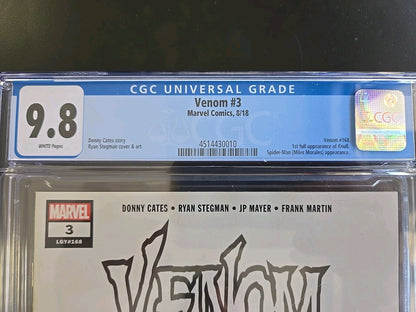 CGC UNIVERSAL GRADE
9.8
WHITE Pages
Venom #3
Marvel Comics, 8/18
Donny Cates story
Ryan Stegman cover & art
4514430010
Venom #168
1st full appearance of Knull.
Spider-Man (Miles Morales) appearance.
CGC
CGC
MARVEL
3
LGY#168
DONNY CATES • RYAN STEGMAN • JP MAYER • FRANK MARTIN
VENOM